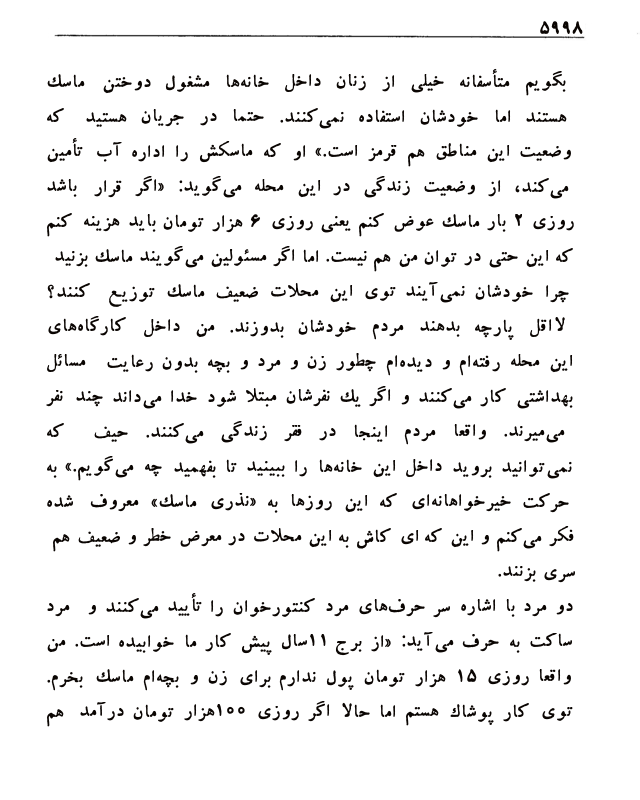 ۵۹۹۸
بگویم متأسفانه خیلی از زنان داخل خانه‌ها مشغول دوختن ماسك
هستند اما خودشان استفاده نمی‌کنند. حتما در جریان هستید که
وضعیت این مناطق هم قرمز است.» او که ماسکش را اداره آب تأمین
می‌کند، از وضعیت زندگی در این محله می‌گوید: «اگر قرار باشد
روزی ۲ بار ماسك عوض کنم یعنی روزی ۶ هزار تومان باید هزینه کنم
که این حتی در توان من هم نیست. اما اگر مسئولین می‌گویند ماسك بزنید
چرا خودشان نمی‌آیند توی این محلات ضعیف ماسك توزیع کنند؟
لااقل پارچه بدهند مردم خودشان بدوزند. من داخل کارگاه‌های
این محله رفته‌ام و دیده‌ام چطور زن و مرد و بچه بدون رعایت مسائل
بهداشتی کار می‌کنند و اگر یك نفرشان مبتلا شود خدا می‌داند چند نفر
می‌میرند. واقعا مردم اینجا در فقر زندگی می‌کنند. حیف که
نمی‌توانید بروید داخل این خانه‌ها را ببینید تا بفهمید چه می‌گویم.» به
حرکت خیرخواهانه‌ای که این روزها به «نذری ماسك» معروف شده
فکر می‌کنم و این که ای کاش به این محلات در معرض خطر و ضعیف هم
سری بزنند.
دو مرد با اشاره سر حرف‌های مرد کنتورخوان را تأیید می‌کنند و مرد
ساکت به حرف می‌آید: «از برج ۱۱سال پیش کار ما خوابیده است. من
واقعا روزی ۱۵ هزار تومان پول ندارم برای زن و بچه‌ام ماسك بخرم.
توی کار پوشاك هستم اما حالا اگر روزی ۱۰۰هزار تومان درآمد هم